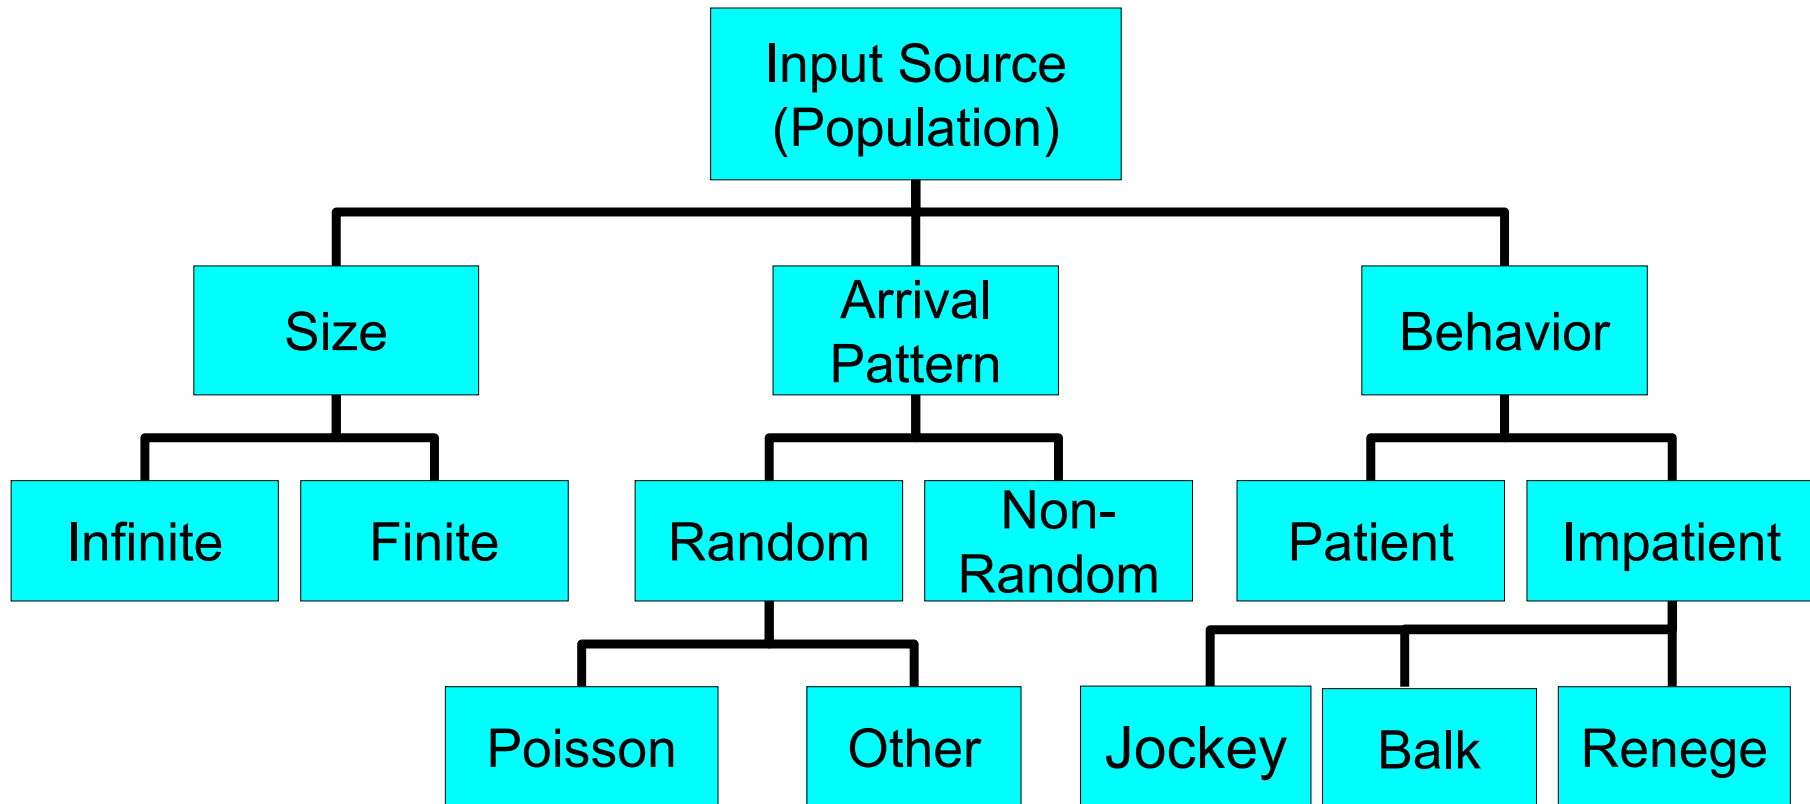 Input Source
(Population)
Size
Arrival
Pattern
Behavior
Infinite
Finite
Random
Non-
Random
Patient
Impatient
Poisson
Other
Jockey
Balk
Renege